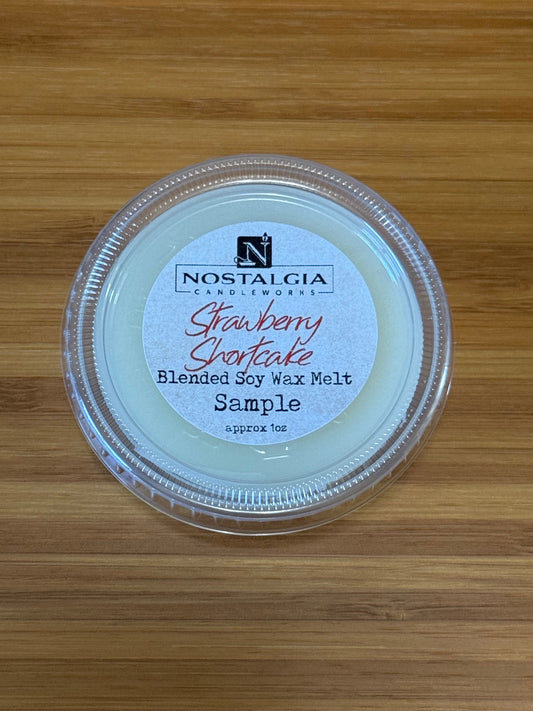 N
NOSTALGIA
CANDLEWORKS
Strawberry
Shortcake
Blended Soy Wax Melt
Sample
approx 1oz